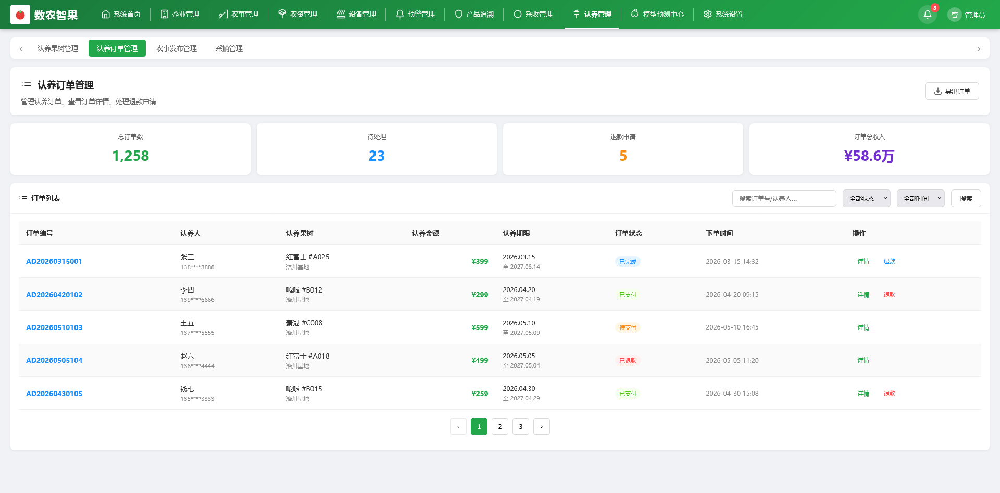 数农智果
系统首页 企业管理 农事管理 农资管理 设备管理 预警管理 产品追溯 采收管理 认养管理 模型预测中心 系统设置
3
管 管理员
‹ 认养果树管理 认养订单管理 农事发布管理 采摘管理 ›
认养订单管理
管理认养订单、查看订单详情、处理退款申请
导出订单
总订单数
1,258
待处理
23
退款申请
5
订单总收入
¥58.6万
订单列表
搜索订单号/认养人... 全部状态 全部时间 搜索
订单编号 认养人 认养果树 认养金额 认养期限 订单状态 下单时间 操作
AD20260315001 张三 红富士 #A025 ¥399 2026.03.15 已完成 2026-03-15 14:32 详情 退款
138****8888 洛川基地 至 2027.03.14
AD20260420102 李四 嘎啦 #B012 ¥299 2026.04.20 已支付 2026-04-20 09:15 详情 退款
139****6666 洛川基地 至 2027.04.19
AD20260510103 王五 秦冠 #C008 ¥599 2026.05.10 待支付 2026-05-10 16:45 详情
137****5555 洛川基地 至 2027.05.09
AD20260505104 赵六 红富士 #A018 ¥499 2026.05.05 已退款 2026-05-05 11:20 详情
136****4444 洛川基地 至 2027.05.04
AD20260430105 钱七 嘎啦 #B015 ¥259 2026.04.30 已支付 2026-04-30 15:08 详情 退款
135****3333 洛川基地 至 2027.04.29
‹ 1 2 3 ›